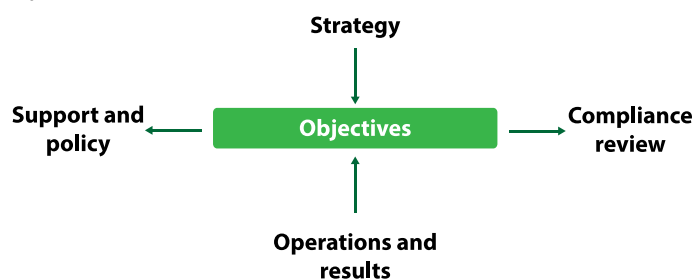 Strategy
Support and
policy
Objectives
Compliance
review
Operations and
results